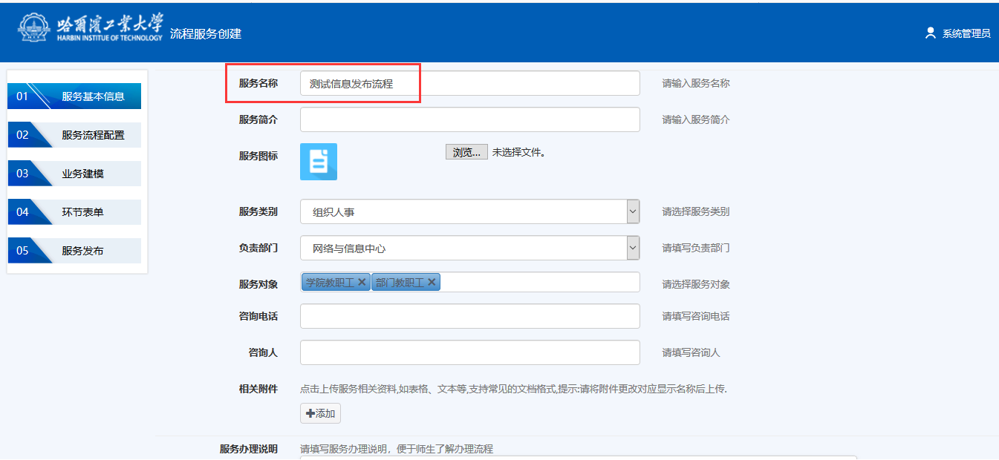 哈爾濱工業大学
HARBIN INSTITUE OF TECHNOLOGY
流程服务创建
系统管理员
01 服务基本信息
02 服务流程配置
03 业务建模
04 环节表单
05 服务发布
服务名称 测试信息发布流程 请输入服务名称
服务简介 请输入服务简介
服务图标 浏览... 未选择文件。
服务类别 组织人事 请选择服务类别
负责部门 网络与信息中心 请填写负责部门
服务对象 学院教职工 部门教职工 请选择服务对象
咨询电话 请填写咨询电话
咨询人 请填写咨询人
相关附件 点击上传服务相关资料,如表格、文本等,支持常见的文档格式,提示:请将附件更改对应显示名称后上传.
添加
服务办理说明 请填写服务办理说明，便于师生了解办理流程